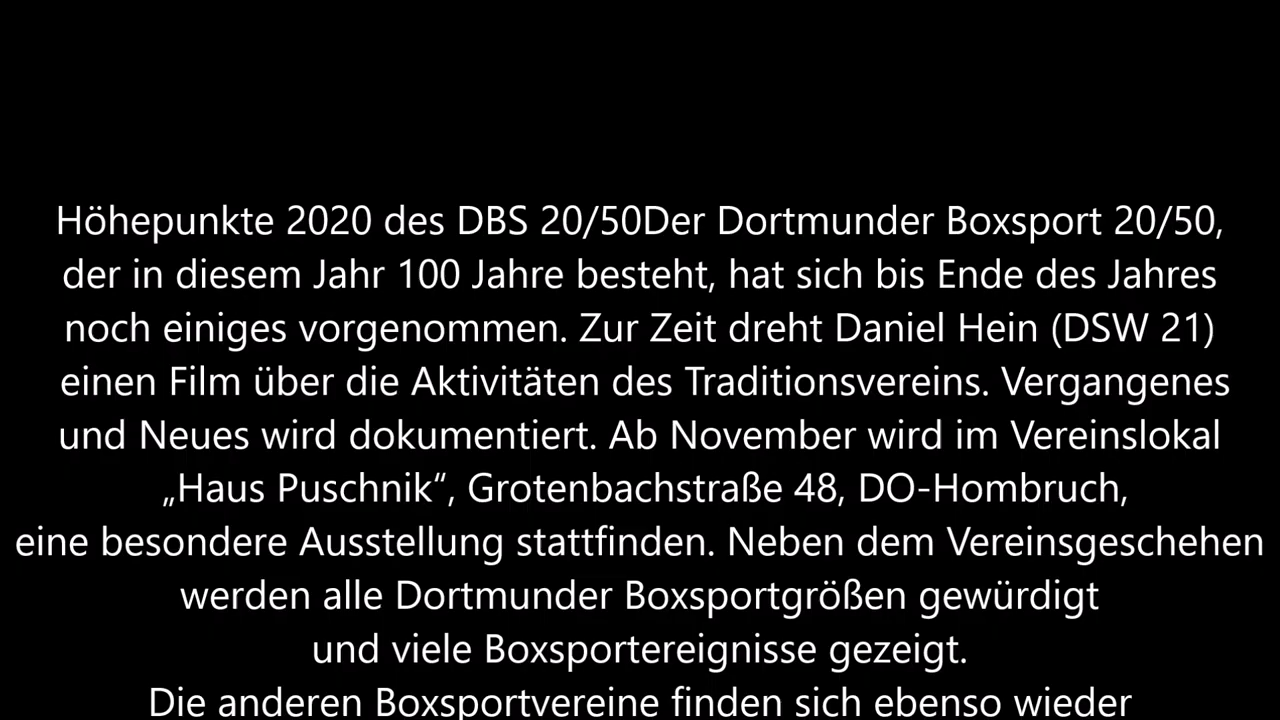 Höhepunkte 2020 des DBS 20/50Der Dortmunder Boxsport 20/50,
der in diesem Jahr 100 Jahre besteht, hat sich bis Ende des Jahres
noch einiges vorgenommen. Zur Zeit dreht Daniel Hein (DSW 21)
einen Film über die Aktivitäten des Traditionsvereins. Vergangenes
und Neues wird dokumentiert. Ab November wird im Vereinslokal
„Haus Puschnik“, Grotenbachstraße 48, DO-Hombruch,
eine besondere Ausstellung stattfinden. Neben dem Vereinsgeschehen
werden alle Dortmunder Boxsportgrößen gewürdigt
und viele Boxsportereignisse gezeigt.
Die anderen Boxsportvereine finden sich ebenso wieder